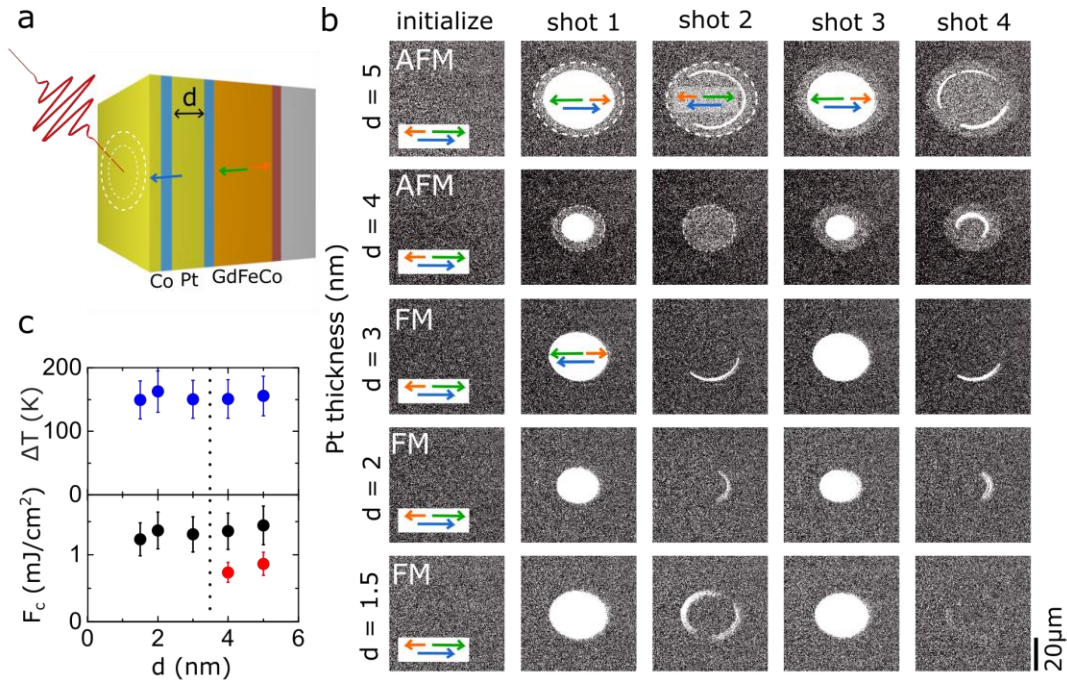 a
d
Co Pt GdFeCo
b
initialize shot 1 shot 2 shot 3 shot 4
Pt thickness (nm)
d = 5
AFM
d = 4
AFM
d = 3
FM
d = 2
FM
d = 1.5
FM
20μm
c
ΔT (K)
200
150
0
F_c (mJ/cm²)
1
0
0 2 4 6
d (nm)